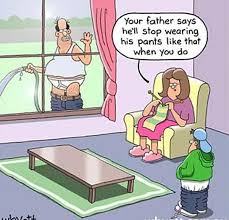 Your father says
he'll stop wearing
his pants like that
when you do